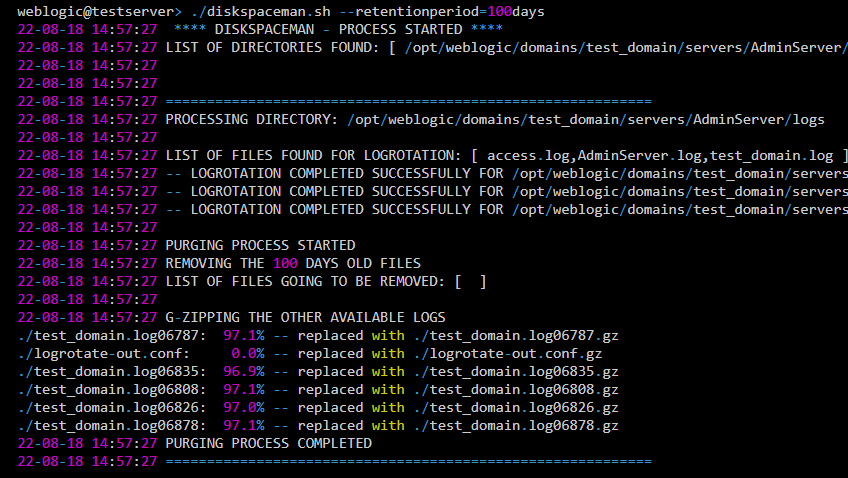 weblogic@testserver> ./diskspaceman.sh --retentionperiod=100days
22-08-18 14:57:27  **** DISKSPACEMAN - PROCESS STARTED ****
22-08-18 14:57:27 LIST OF DIRECTORIES FOUND: [ /opt/weblogic/domains/test_domain/servers/AdminServer/
22-08-18 14:57:27
22-08-18 14:57:27
22-08-18 14:57:27 ===========================================================
22-08-18 14:57:27 PROCESSING DIRECTORY: /opt/weblogic/domains/test_domain/servers/AdminServer/logs
22-08-18 14:57:27
22-08-18 14:57:27 LIST OF FILES FOUND FOR LOGROTATION: [ access.log,AdminServer.log,test_domain.log ]
22-08-18 14:57:27 -- LOGROTATION COMPLETED SUCCESSFULLY FOR /opt/weblogic/domains/test_domain/servers
22-08-18 14:57:27 -- LOGROTATION COMPLETED SUCCESSFULLY FOR /opt/weblogic/domains/test_domain/servers
22-08-18 14:57:27 -- LOGROTATION COMPLETED SUCCESSFULLY FOR /opt/weblogic/domains/test_domain/servers
22-08-18 14:57:27
22-08-18 14:57:27 PURGING PROCESS STARTED
22-08-18 14:57:27 REMOVING THE 100 DAYS OLD FILES
22-08-18 14:57:27 LIST OF FILES GOING TO BE REMOVED: [  ]
22-08-18 14:57:27
22-08-18 14:57:27 G-ZIPPING THE OTHER AVAILABLE LOGS
./test_domain.log06787:  97.1% -- replaced with ./test_domain.log06787.gz
./logrotate-out.conf:     0.0% -- replaced with ./logrotate-out.conf.gz
./test_domain.log06835:  96.9% -- replaced with ./test_domain.log06835.gz
./test_domain.log06808:  97.1% -- replaced with ./test_domain.log06808.gz
./test_domain.log06826:  97.0% -- replaced with ./test_domain.log06826.gz
./test_domain.log06878:  97.1% -- replaced with ./test_domain.log06878.gz
22-08-18 14:57:27 PURGING PROCESS COMPLETED
22-08-18 14:57:27 ===========================================================